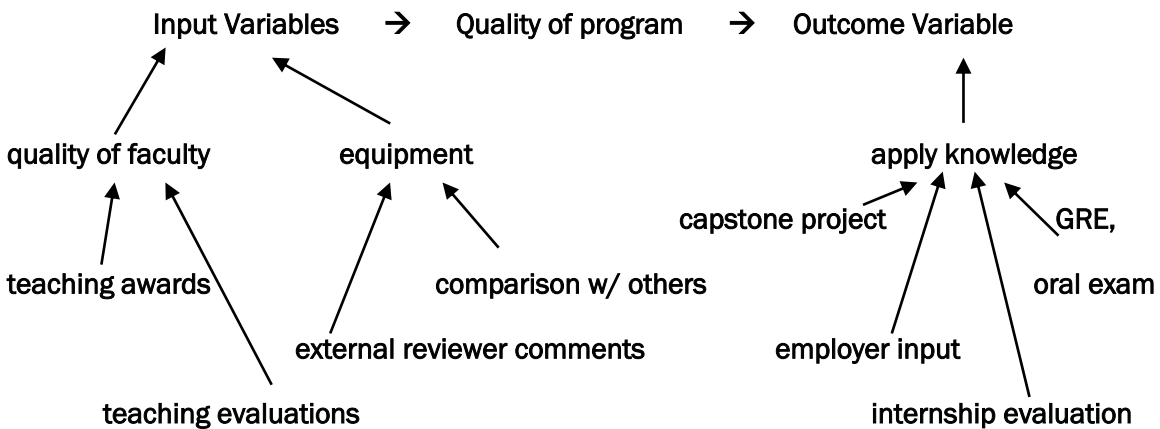 Input Variables → Quality of program → Outcome Variable
quality of faculty equipment apply knowledge
capstone project GRE,
teaching awards comparison w/ others oral exam
external reviewer comments employer input
teaching evaluations internship evaluation